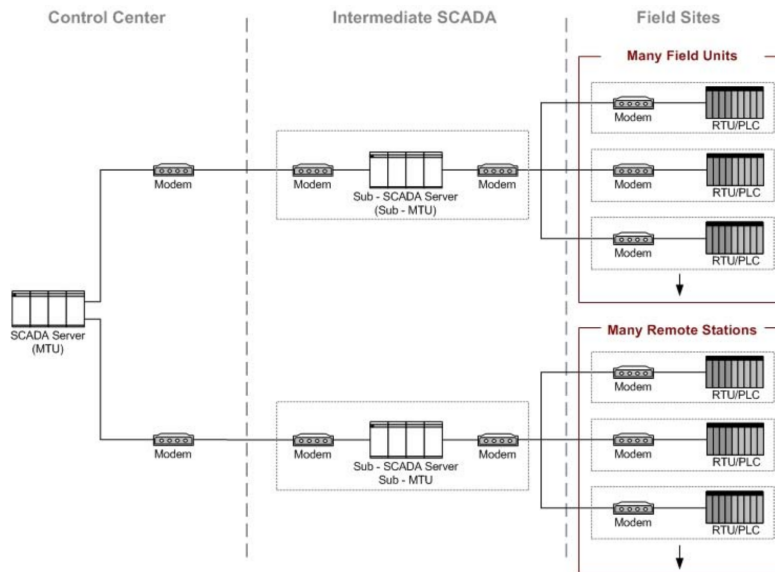 Control Center
Intermediate SCADA
Field Sites
Many Field Units
Modem
RTU/PLC
Modem
Modem
Sub - SCADA Server
(Sub - MTU)
Modem
Modem
RTU/PLC
Modem
RTU/PLC
SCADA Server
(MTU)
Many Remote Stations
Modem
RTU/PLC
Modem
Modem
Sub - SCADA Server
Sub - MTU
Modem
Modem
RTU/PLC
Modem
RTU/PLC